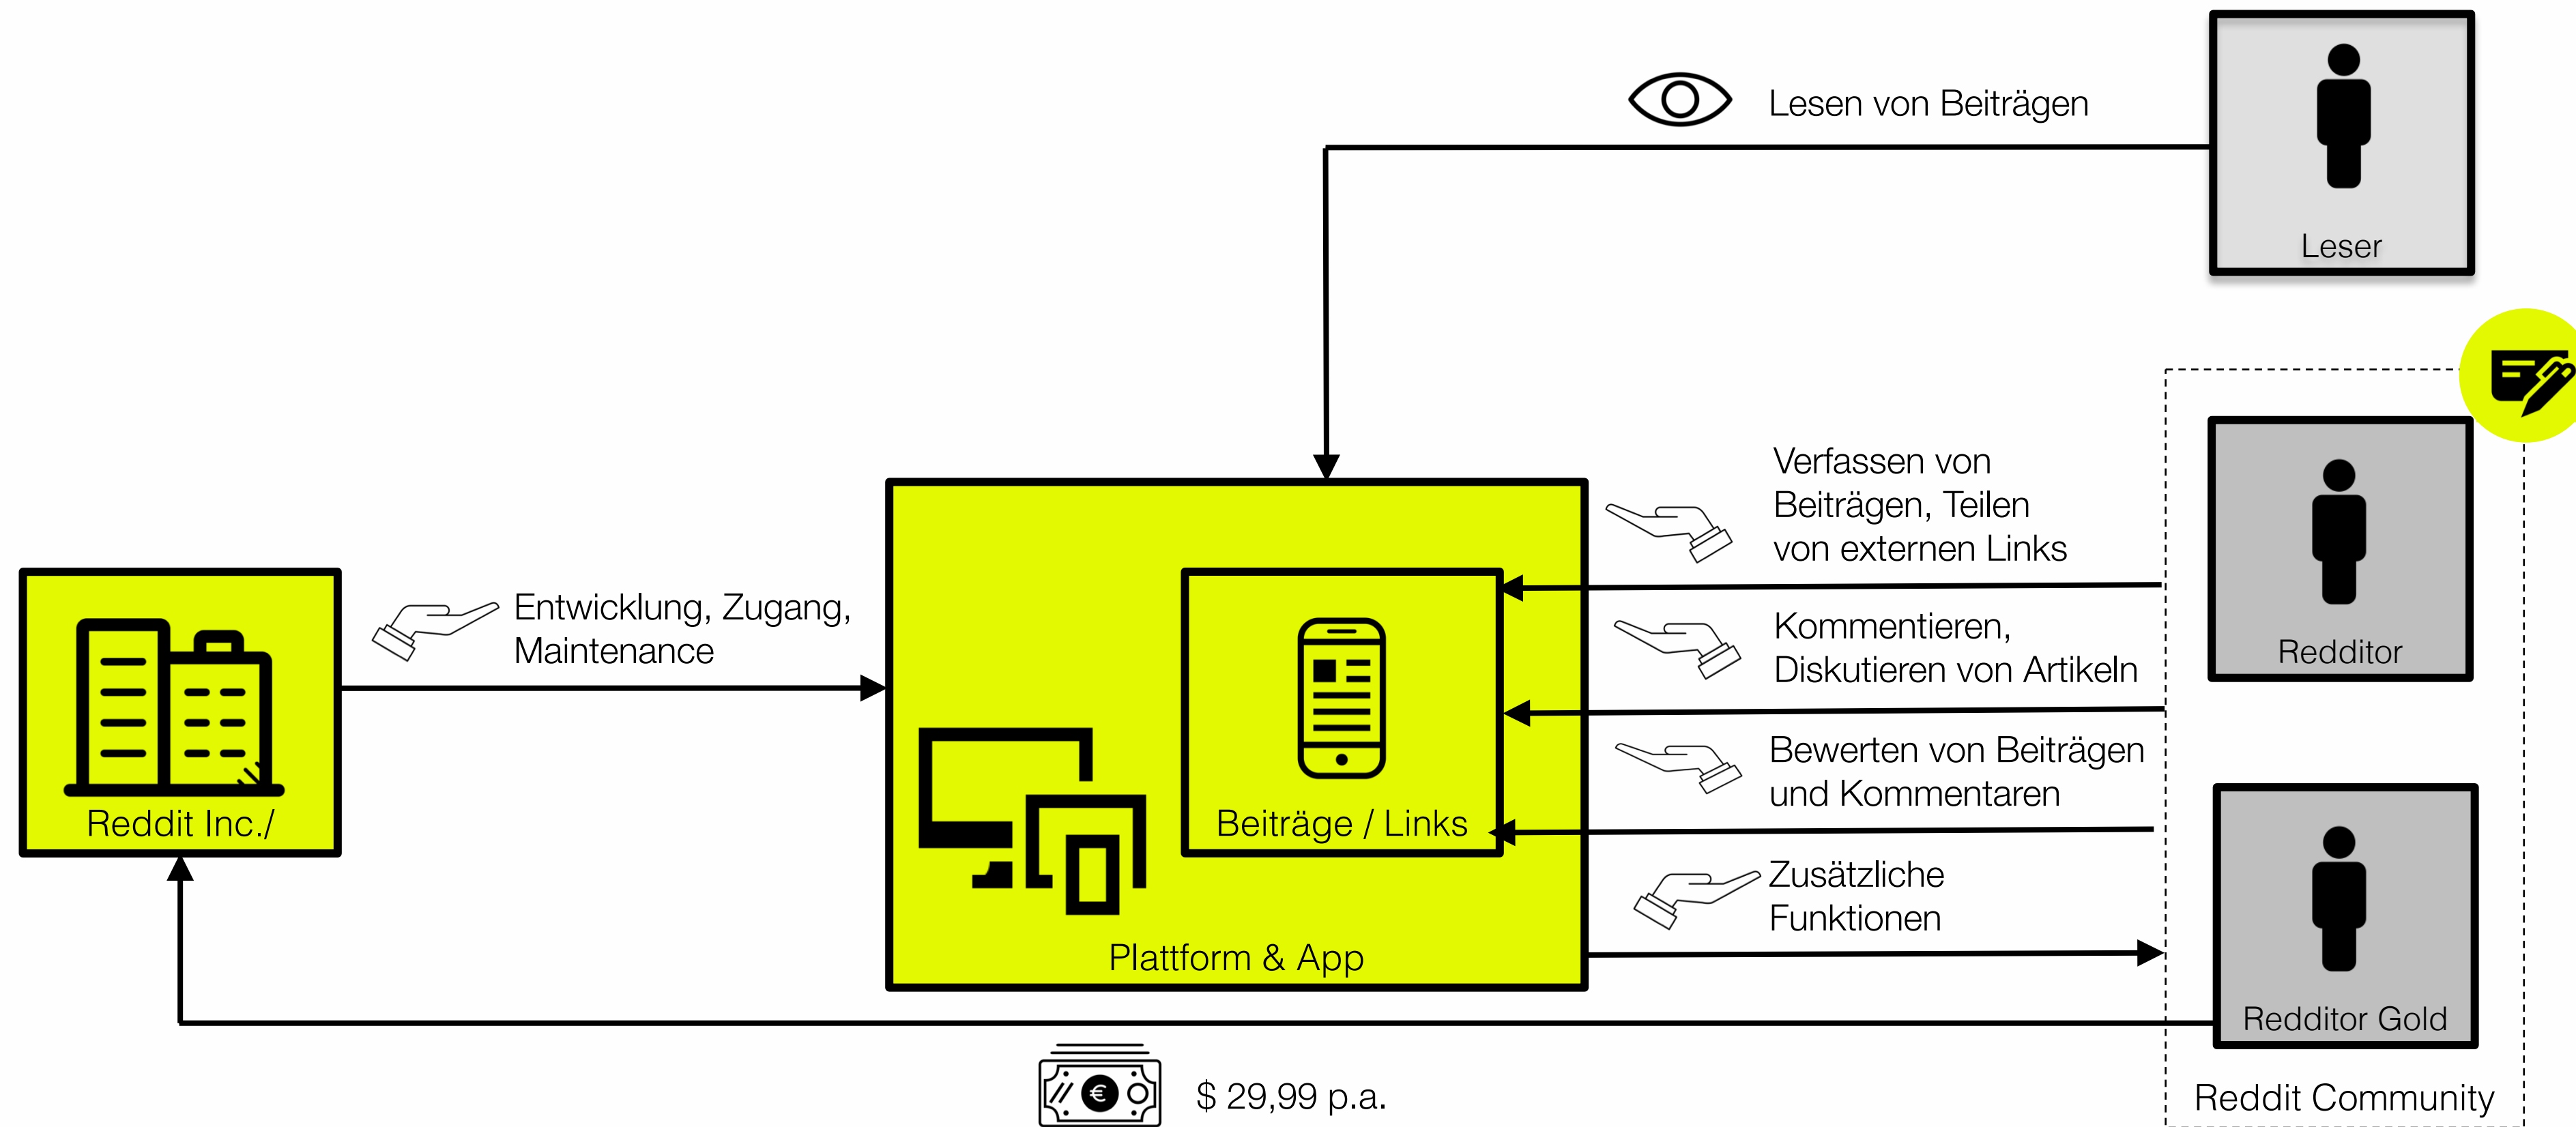 Lesen von Beiträgen
Leser
Verfassen von
Beiträgen, Teilen
von externen Links
Entwicklung, Zugang,
Maintenance
Kommentieren,
Diskutieren von Artikeln
Redditor
Bewerten von Beiträgen
und Kommentaren
Reddit Inc./
Beiträge / Links
Zusätzliche
Funktionen
Plattform & App
Redditor Gold
€
$ 29,99 p.a.
Reddit Community